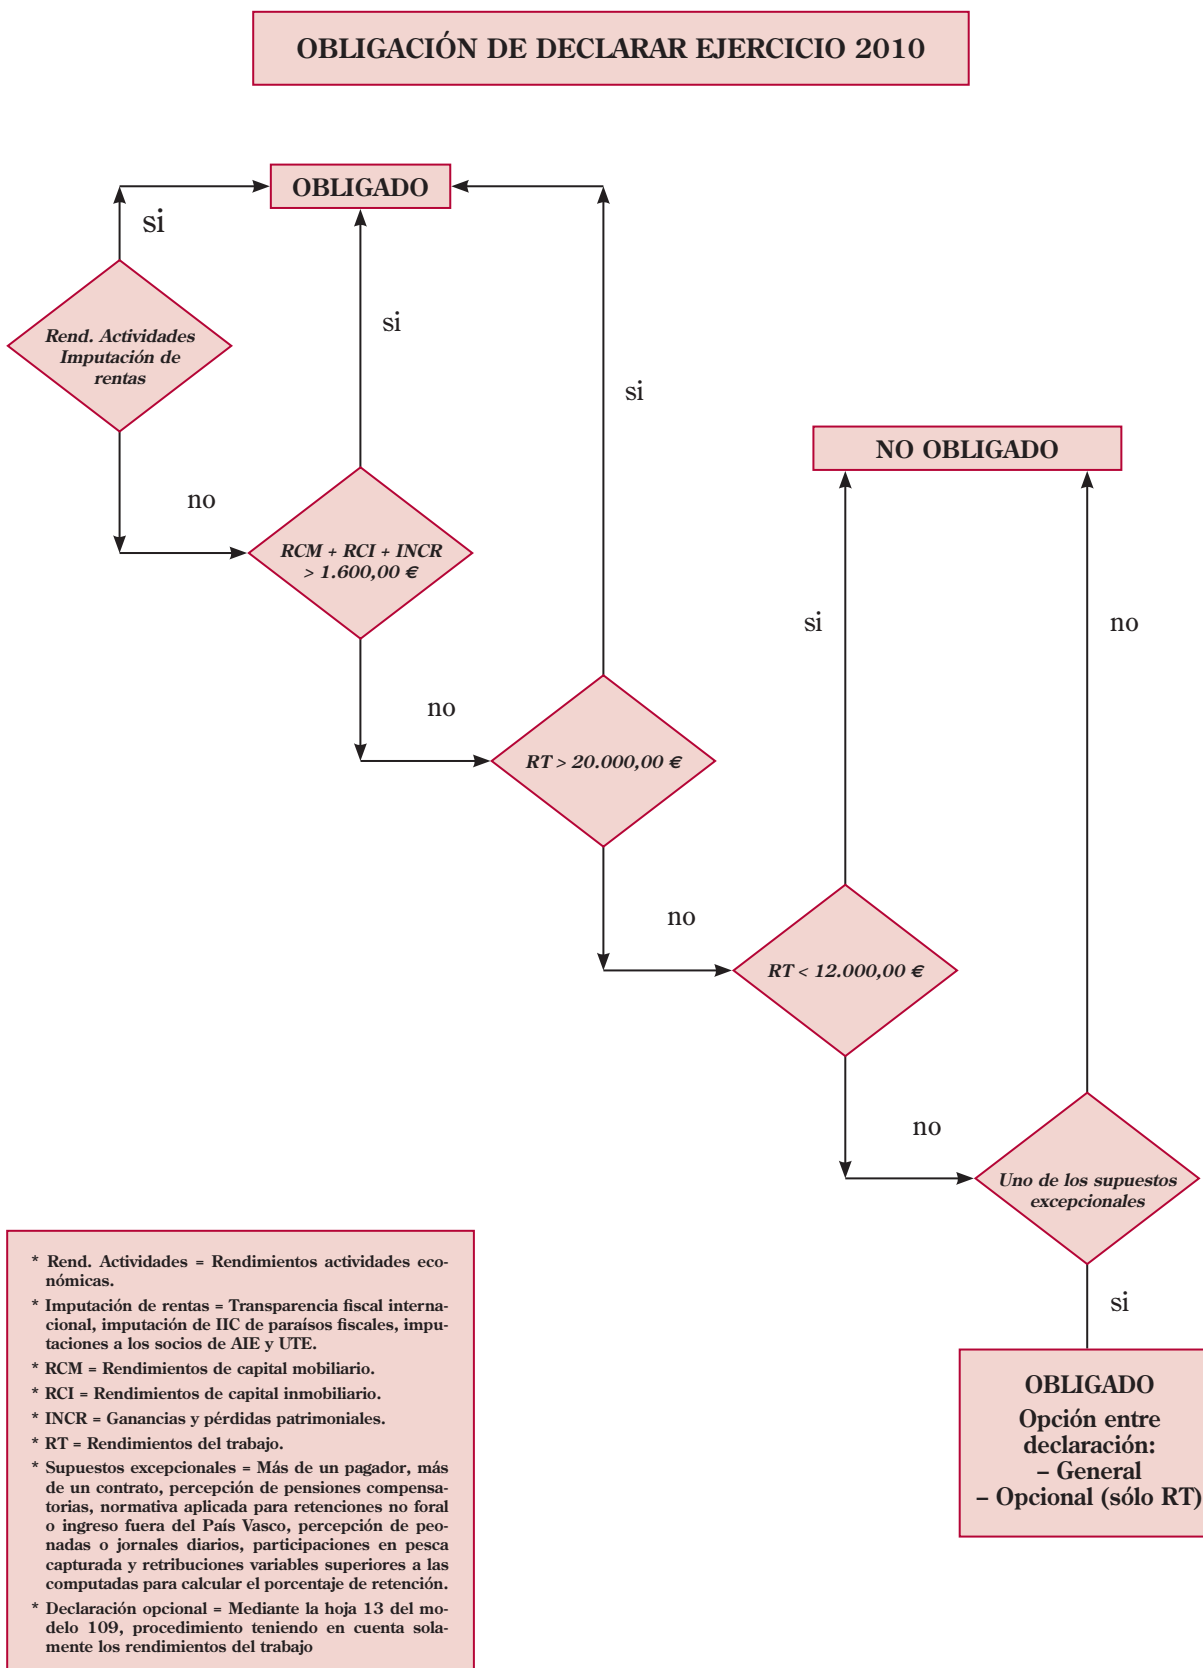 OBLIGACIÓN DE DECLARAR EJERCICIO 2010
OBLIGADO
si
si
si
Rend. Actividades
Imputación de
rentas
no
RCM + RCI + INCR
> 1.600,00 €
no
RT > 20.000,00 €
NO OBLIGADO
si
no
no
RT < 12.000,00 €
no
Uno de los supuestos
excepcionales
si
OBLIGADO
Opción entre
declaración:
– General
– Opcional (sólo RT)
* Rend. Actividades = Rendimientos actividades eco-
nómicas.
* Imputación de rentas = Transparencia fiscal interna-
cional, imputación de IIC de paraísos fiscales, impu-
taciones a los socios de AIE y UTE.
* RCM = Rendimientos de capital mobiliario.
* RCI = Rendimientos de capital inmobiliario.
* INCR = Ganancias y pérdidas patrimoniales.
* RT = Rendimientos del trabajo.
* Supuestos excepcionales = Más de un pagador, más
de un contrato, percepción de pensiones compensa-
torias, normativa aplicada para retenciones no foral
o ingreso fuera del País Vasco, percepción de peo-
nadas o jornales diarios, participaciones en pesca
capturada y retribuciones variables superiores a las
computadas para calcular el porcentaje de retención.
* Declaración opcional = Mediante la hoja 13 del mo-
delo 109, procedimiento teniendo en cuenta sola-
mente los rendimientos del trabajo